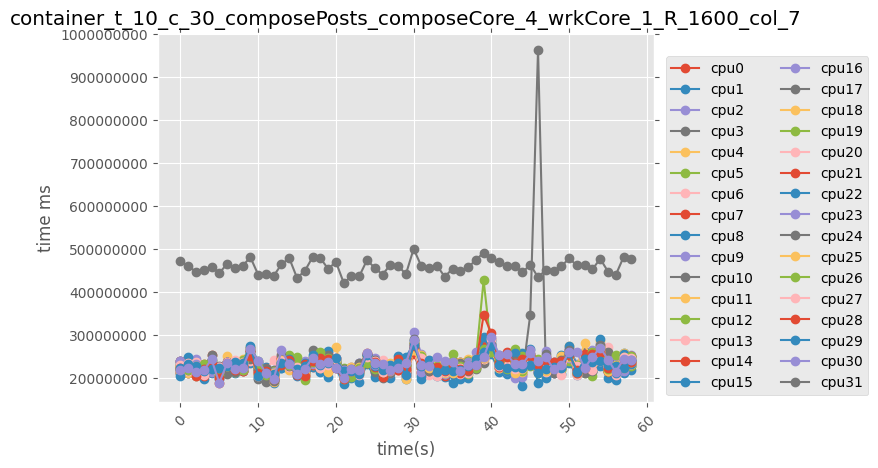 container_t_10_c_30_composePosts_composeCore_4_wrkCore_1_R_1600_col_7
1000000000
900000000
800000000
700000000
600000000
500000000
400000000
300000000
200000000
time ms
0
10
20
30
40
50
60
time(s)
cpu0
cpu1
cpu2
cpu3
cpu4
cpu5
cpu6
cpu7
cpu8
cpu9
cpu10
cpu11
cpu12
cpu13
cpu14
cpu15
cpu16
cpu17
cpu18
cpu19
cpu20
cpu21
cpu22
cpu23
cpu24
cpu25
cpu26
cpu27
cpu28
cpu29
cpu30
cpu31